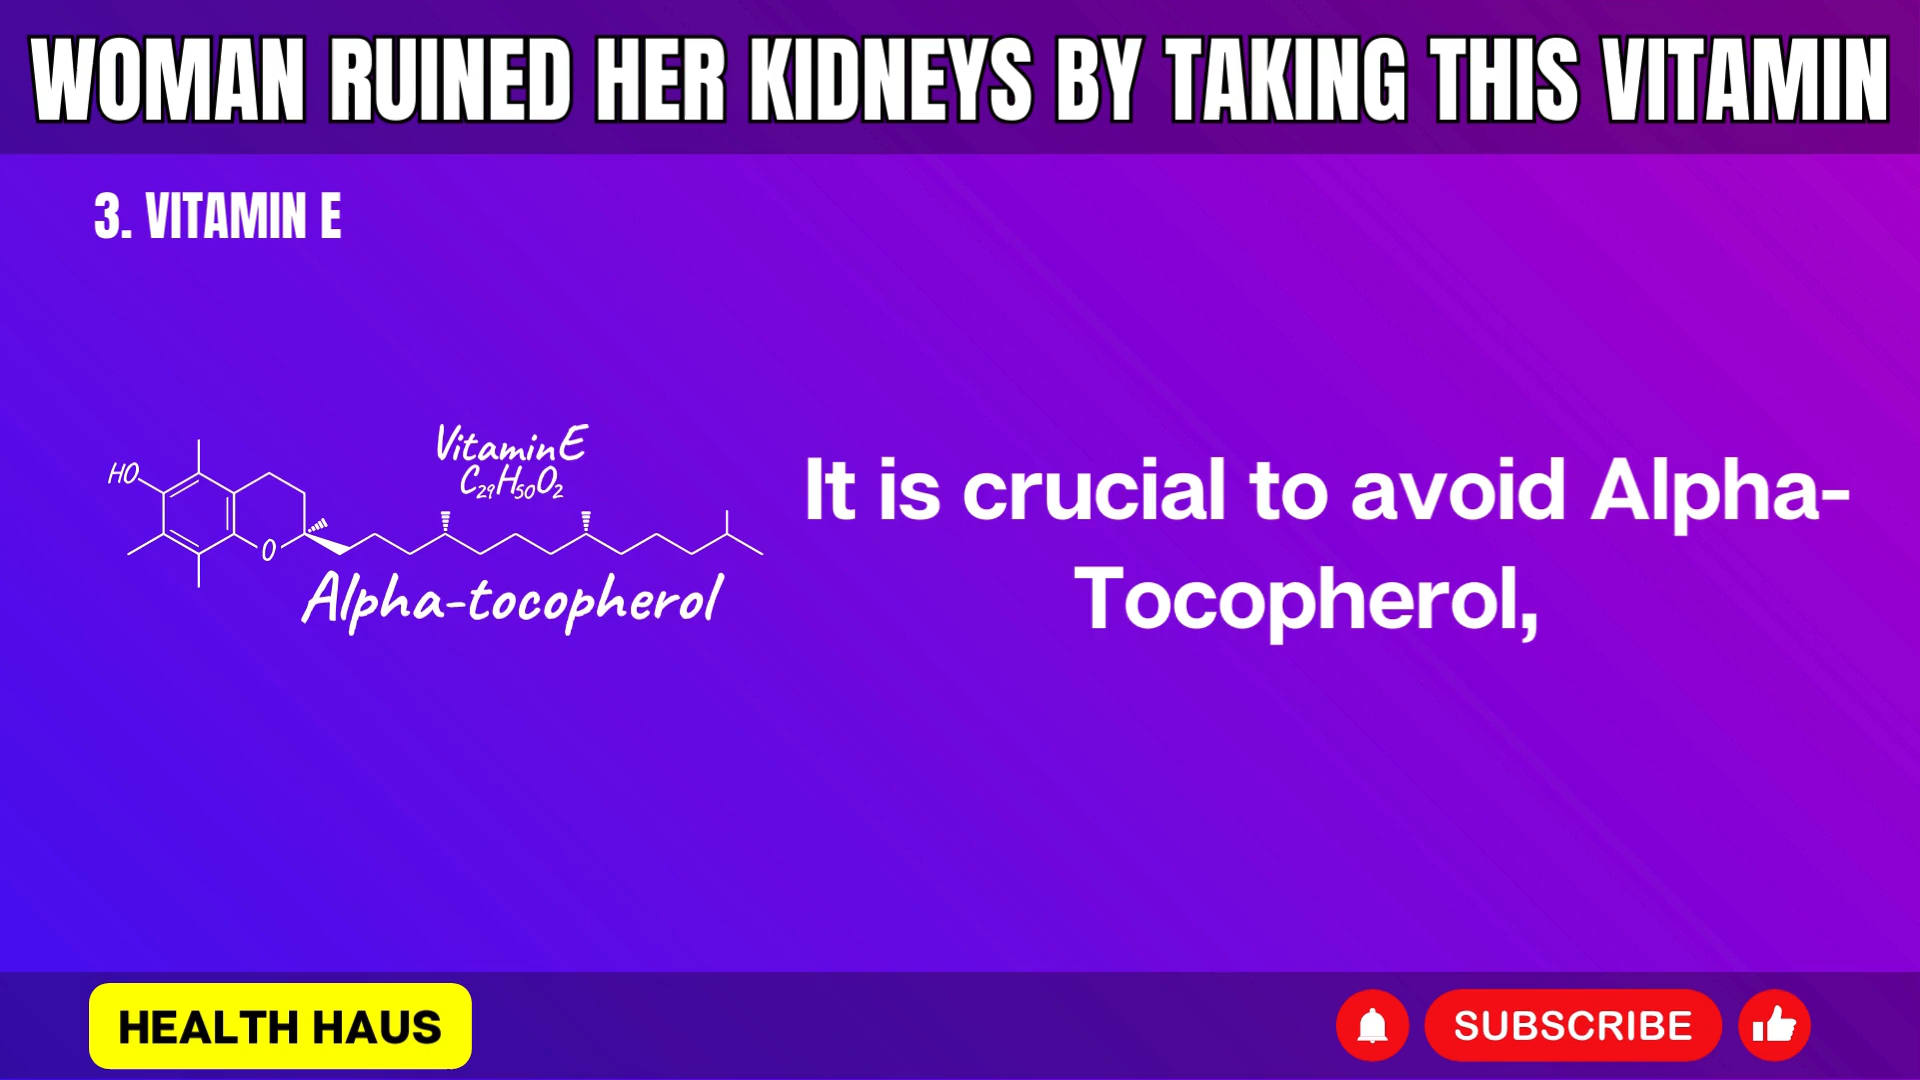 WOMAN RUINED HER KIDNEYS BY TAKING THIS VITAMIN
3. VITAMIN E
HO
O
Vitamin E
C₂₉H₅₀O₂
Alpha-tocopherol
It is crucial to avoid Alpha-
Tocopherol,
HEALTH HAUS
SUBSCRIBE